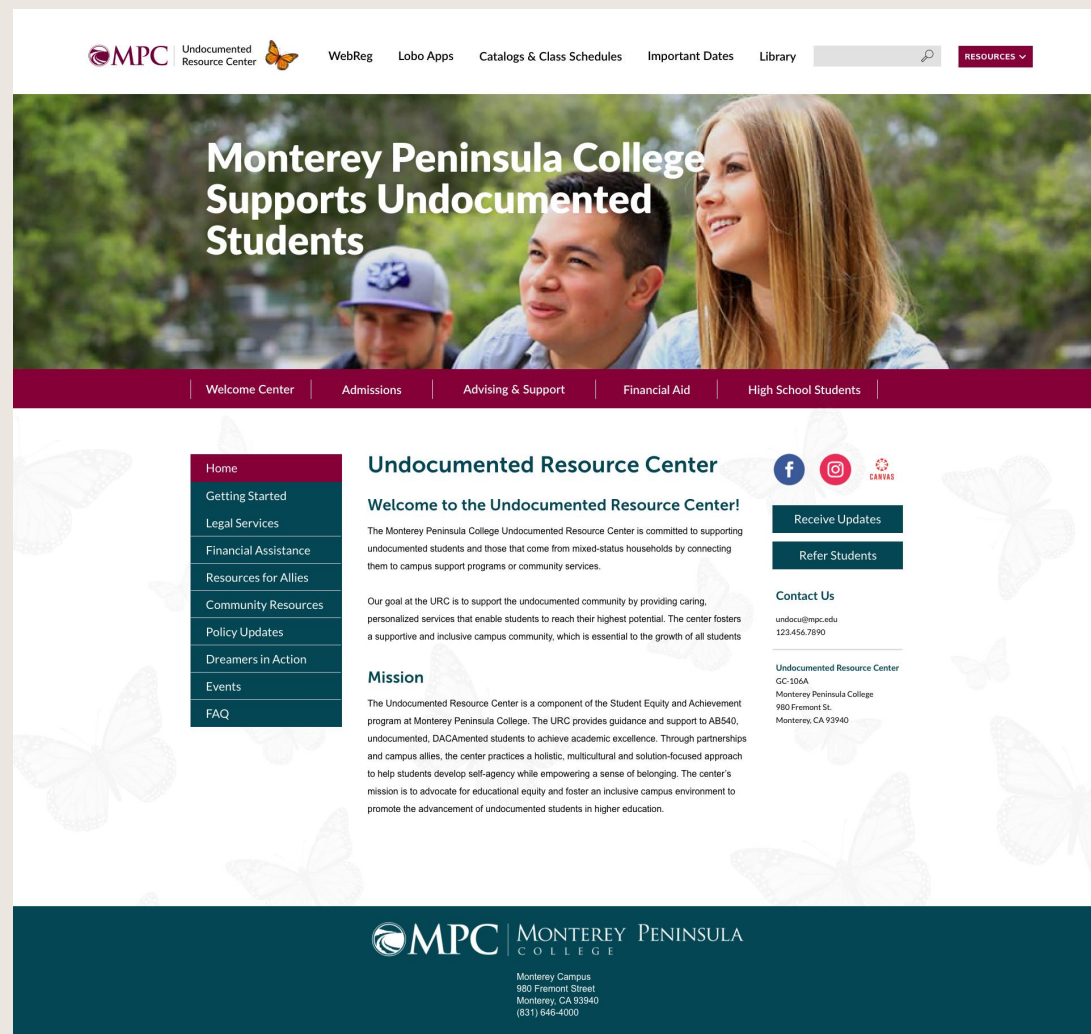 MPC
Undocumented
Resource Center
WebReg
Lobo Apps
Catalogs & Class Schedules
Important Dates
Library
RESOURCES
Monterey Peninsula College
Supports Undocumented
Students
Welcome Center
Admissions
Advising & Support
Financial Aid
High School Students
Home
Getting Started
Legal Services
Financial Assistance
Resources for Allies
Community Resources
Policy Updates
Dreamers in Action
Events
FAQ
Undocumented Resource Center
Welcome to the Undocumented Resource Center!
The Monterey Peninsula College Undocumented Resource Center is committed to supporting
undocumented students and those that come from mixed-status households by connecting
them to campus support programs or community services.
Our goal at the URC is to support the undocumented community by providing caring,
personalized services that enable students to reach their highest potential. The center fosters
a supportive and inclusive campus community, which is essential to the growth of all students
Mission
The Undocumented Resource Center is a component of the Student Equity and Achievement
program at Monterey Peninsula College. The URC provides guidance and support to AB540,
undocumented, DACAmented students to achieve academic excellence. Through partnerships
and campus allies, the center practices a holistic, multicultural and solution-focused approach
to help students develop self-agency while empowering a sense of belonging. The center's
mission is to advocate for educational equity and foster an inclusive campus environment to
promote the advancement of undocumented students in higher education.
f
CANVAS
Receive Updates
Refer Students
Contact Us
undocu@mpc.edu
123.456.7890
Undocumented Resource Center
GC-106A
Monterey Peninsula College
980 Fremont St.
Monterey, CA 93940
MPC
MONTEREY PENINSULA
COLLEGE
Monterey Campus
980 Fremont Street
Monterey, CA 93940
(831) 646-4000